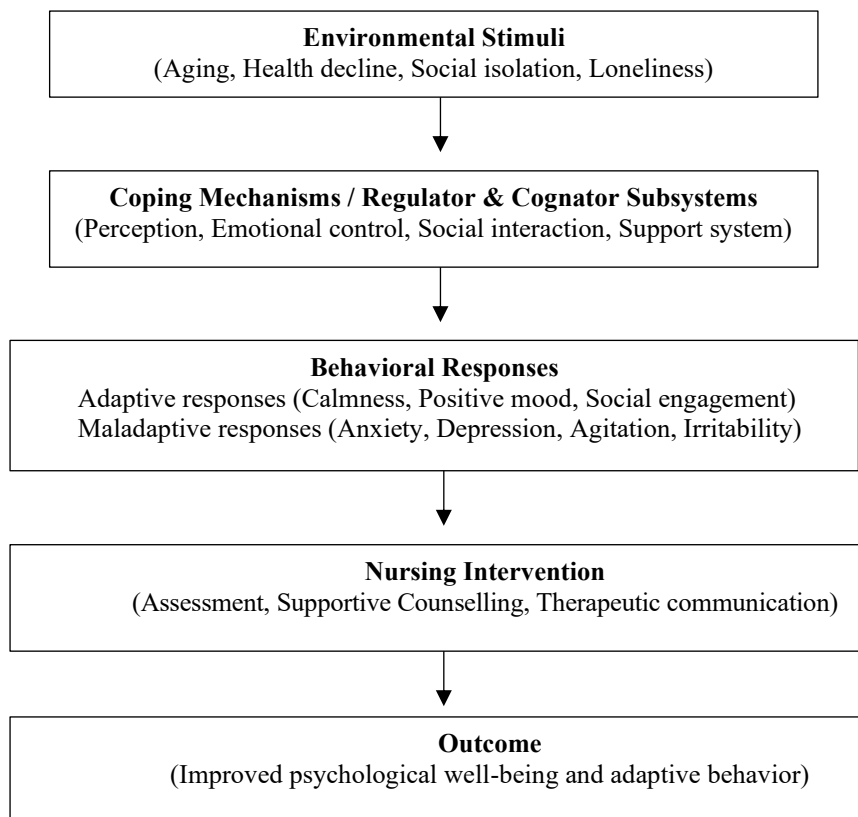 Environmental Stimuli
(Aging, Health decline, Social isolation, Loneliness)
Coping Mechanisms / Regulator & Cognator Subsystems
(Perception, Emotional control, Social interaction, Support system)
Behavioral Responses
Adaptive responses (Calmness, Positive mood, Social engagement)
Maladaptive responses (Anxiety, Depression, Agitation, Irritability)
Nursing Intervention
(Assessment, Supportive Counselling, Therapeutic communication)
Outcome
(Improved psychological well-being and adaptive behavior)